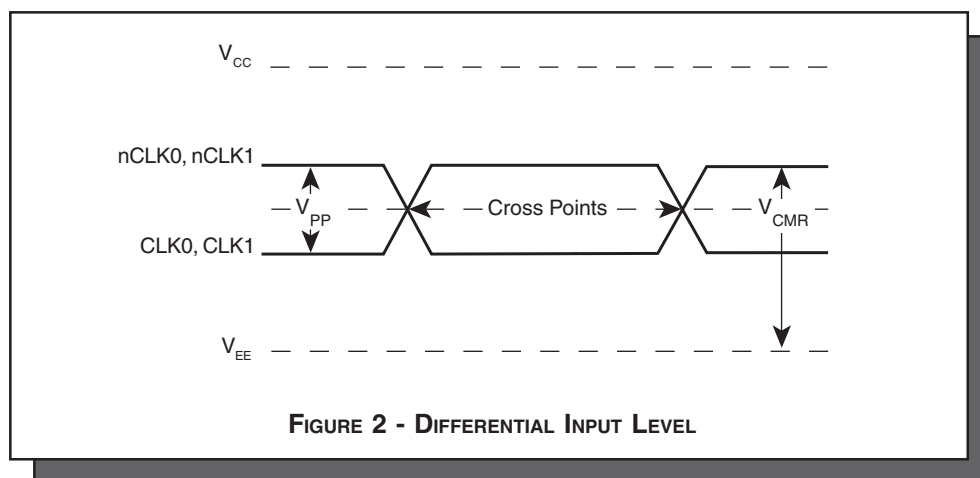 VCC
nCLK0, nCLK1
VPP
Cross Points
VCMR
CLK0, CLK1
VEE
FIGURE 2 - DIFFERENTIAL INPUT LEVEL